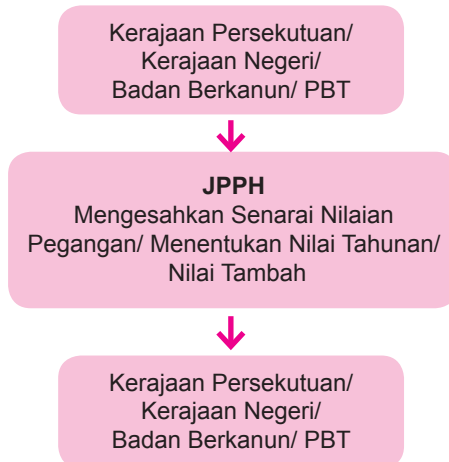 Kerajaan Persekutuan/
Kerajaan Negeri/
Badan Berkanun/ PBT
JPPH
Mengesahkan Senarai Nilaian
Pegangan/ Menentukan Nilai Tahunan/
Nilai Tambah
Kerajaan Persekutuan/
Kerajaan Negeri/
Badan Berkanun/ PBT